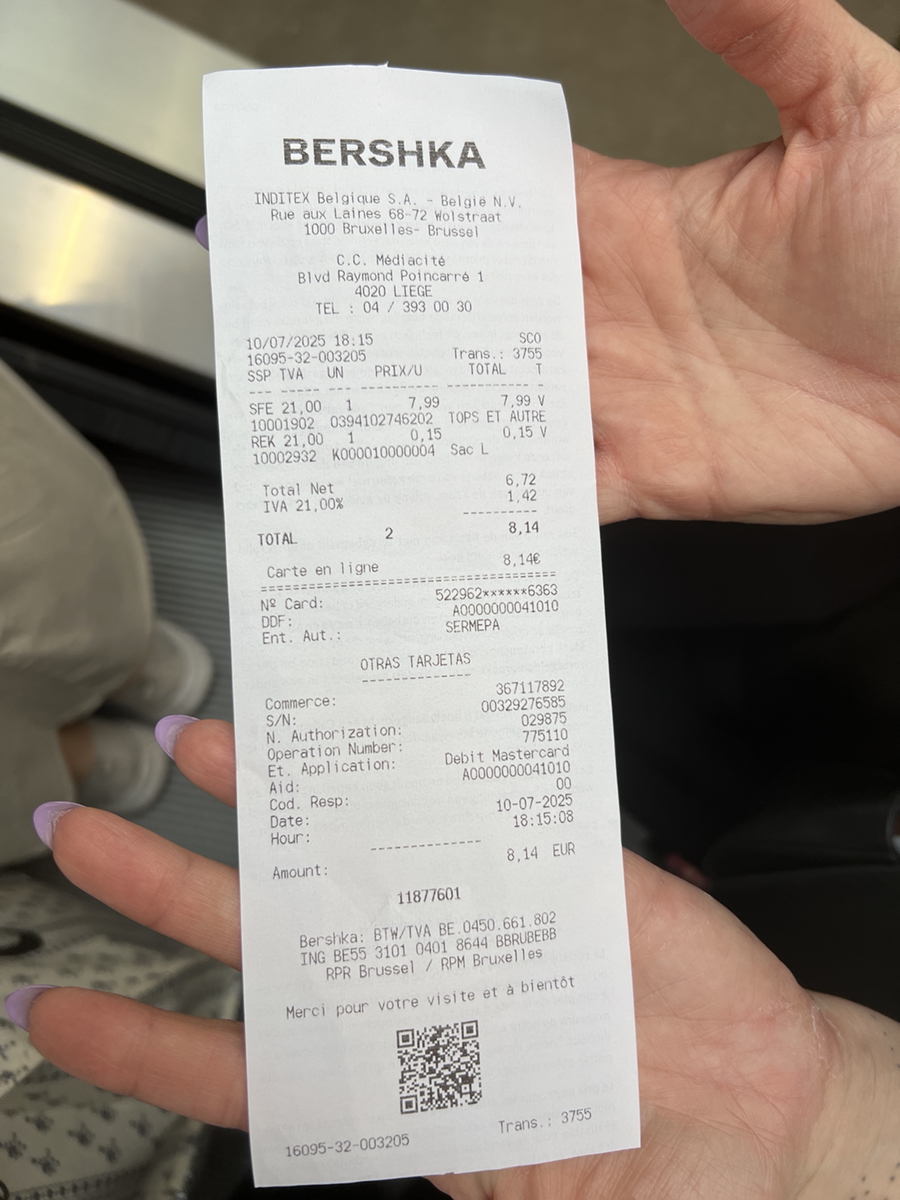 BERSHKA
INDITEX Belgique S.A. - België N.V.
Rue aux Laines 68-72 Wolstraat
1000 Bruxelles- Brussel
C.C. Médiacité
Blvd Raymond Poincarré 1
4020 LIEGE
TEL : 04 / 393 00 30
10/07/2025 18:15 SCO
16095-32-003205 Trans.: 3755
SSP TVA UN PRIX/U TOTAL T
--- ----- --- ----------- ----------- -
SFE 21,00 1 7,99 7,99 V
10001902 0394102746202 TOPS ET AUTRE
REK 21,00 1 0,15 0,15 V
10002932 K000010000004 Sac L
Total Net 6,72
IVA 21,00% 1,42
----------
TOTAL 2 8,14
Carte en ligne 8,14€
========================================
Nº Card: 522962******6363
DDF: A0000000041010
Ent. Aut.: SERMEPA
OTRAS TARJETAS
---------------
Commerce: 367117892
S/N: 00329276585
N. Authorization: 029875
Operation Number: 775110
Et. Application: Debit Mastercard
Aid: A0000000041010
Cod. Resp: 00
Date: 10-07-2025
Hour: 18:15:08
---------------
Amount: 8,14 EUR
11877601
Bershka: BTW/TVA BE.0450.661.802
ING BE55 3101 0401 8644 BBRUBEBB
RPR Brussel / RPM Bruxelles
Merci pour votre visite et à bientôt
16095-32-003205 Trans.: 3755